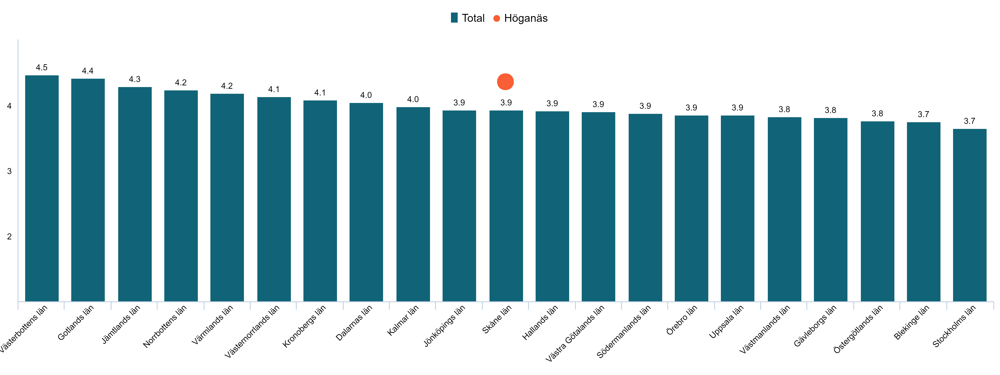 Total Höganäs
4.5 4.4 4.3 4.2 4.2 4.1 4.1 4.0 4.0 3.9 3.9 3.9 3.9 3.9 3.9 3.9 3.8 3.8 3.8 3.7 3.7
4
3
2
Västerbottens län
Gotlands län
Jämtlands län
Norrbottens län
Värmlands län
Västernorrlands län
Kronobergs län
Dalarnas län
Kalmar län
Jönköpings län
Skåne län
Hallands län
Västra Götalands län
Södermanlands län
Örebro län
Uppsala län
Västmanlands län
Gävleborgs län
Östergötlands län
Blekinge län
Stockholms län